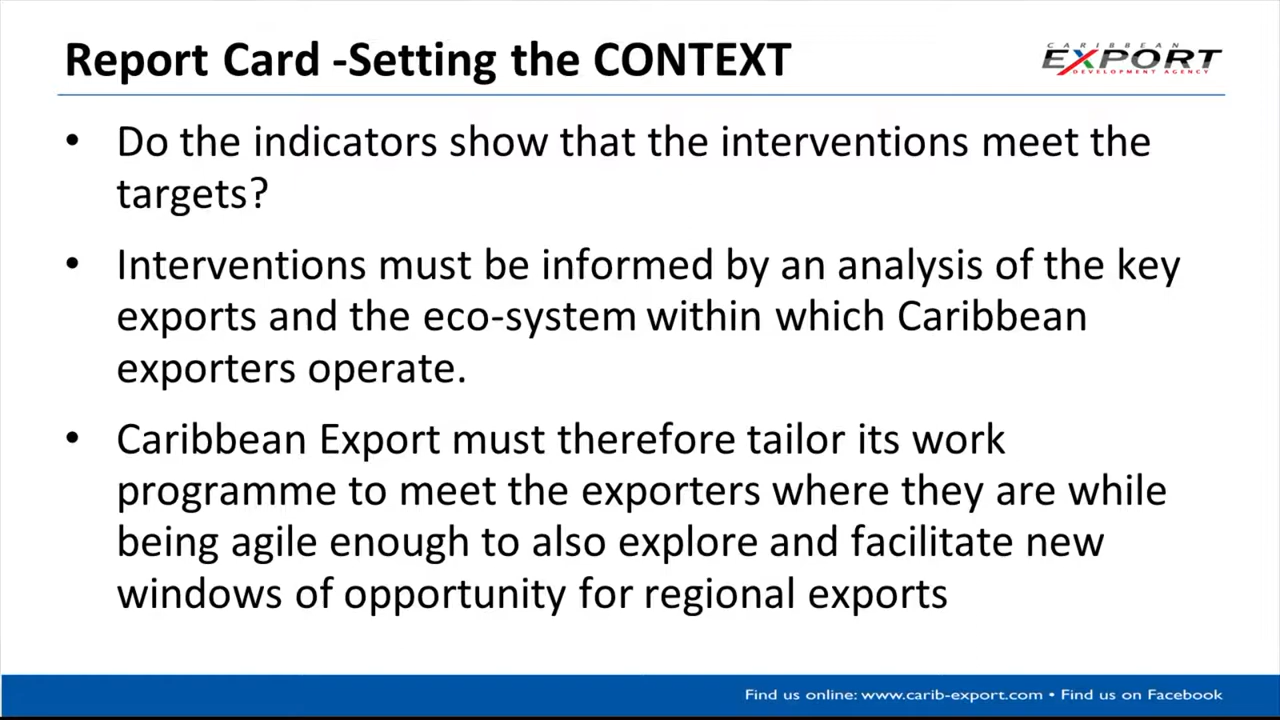 Report Card -Setting the CONTEXT
CARIBBEAN
EXPORT
DEVELOPMENT AGENCY
• Do the indicators show that the interventions meet the
targets?
• Interventions must be informed by an analysis of the key
exports and the eco-system within which Caribbean
exporters operate.
• Caribbean Export must therefore tailor its work
programme to meet the exporters where they are while
being agile enough to also explore and facilitate new
windows of opportunity for regional exports
Find us online: www.carib-export.com • Find us on Facebook